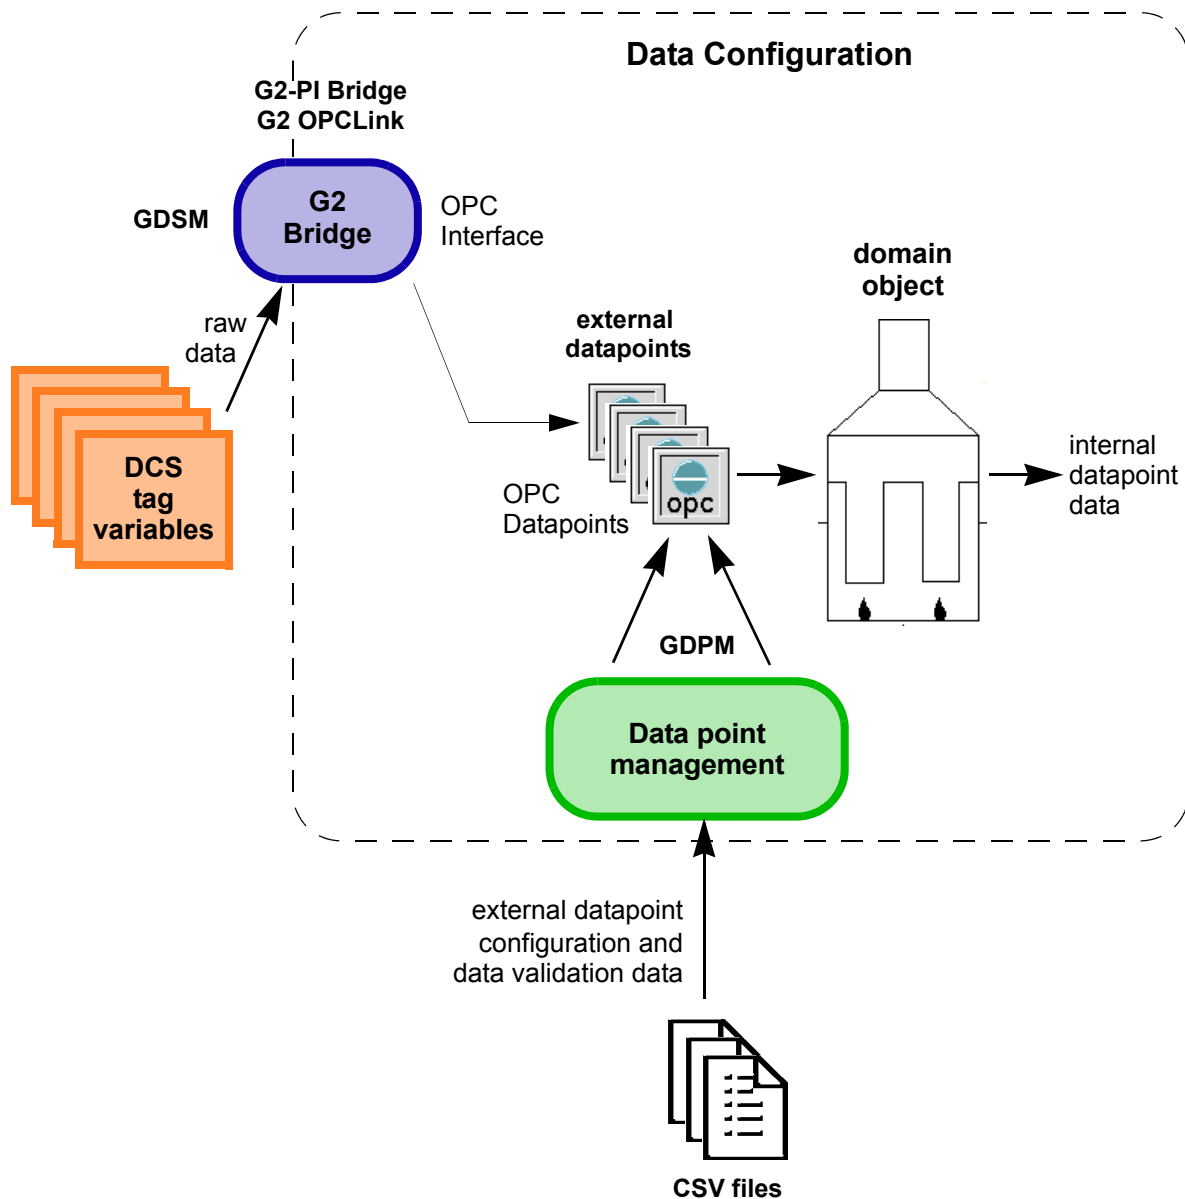 Data Configuration
G2-PI Bridge
G2 OPCLink
GDSM
G2
Bridge
OPC
Interface
raw
data
DCS
tag
variables
external
datapoints
opc
OPC
Datapoints
domain
object
internal
datapoint
data
GDPM
Data point
management
external datapoint
configuration and
data validation data
CSV files